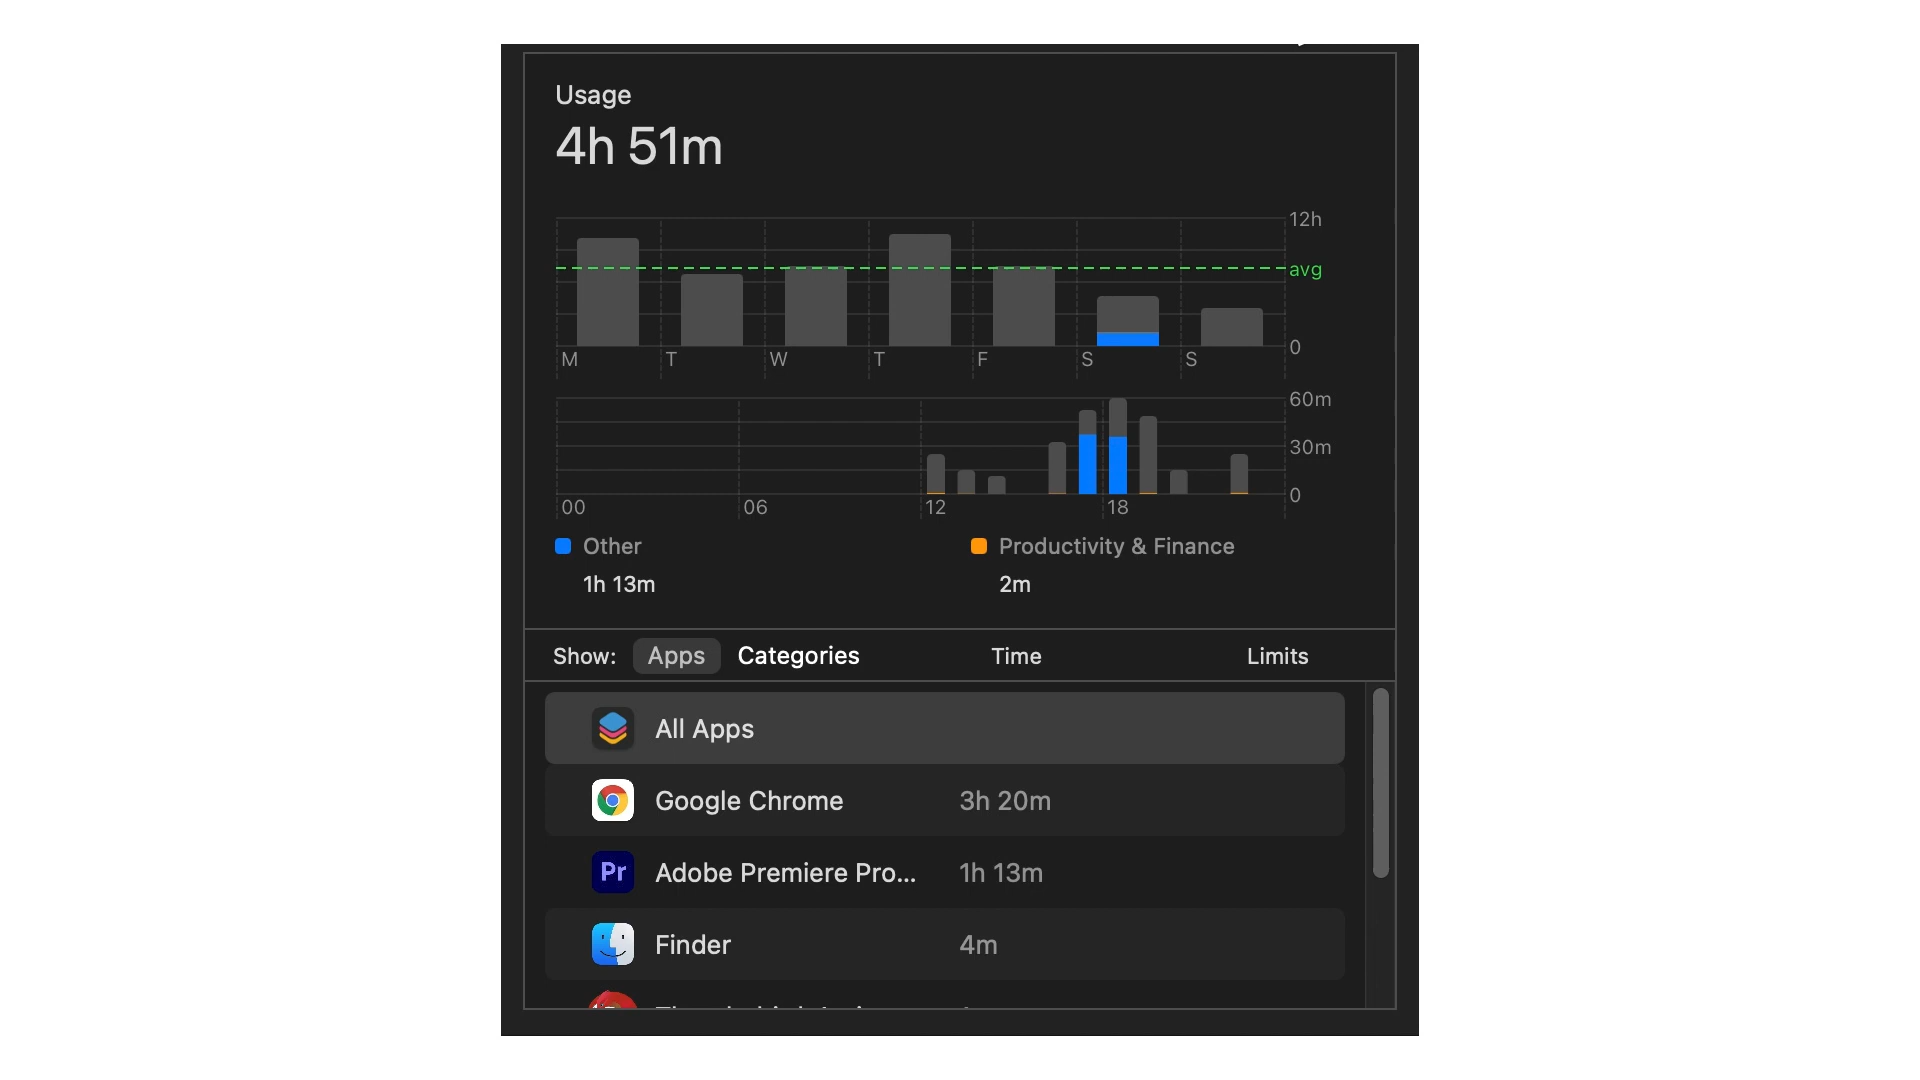 Usage
4h 51m
12h
avg
0
M T W T F S S
60m
30m
0
00 06 12 18
Other
1h 13m
Productivity & Finance
2m
Show: Apps Categories Time Limits
All Apps
Google Chrome 3h 20m
Pr Adobe Premiere Pro... 1h 13m
Finder 4m